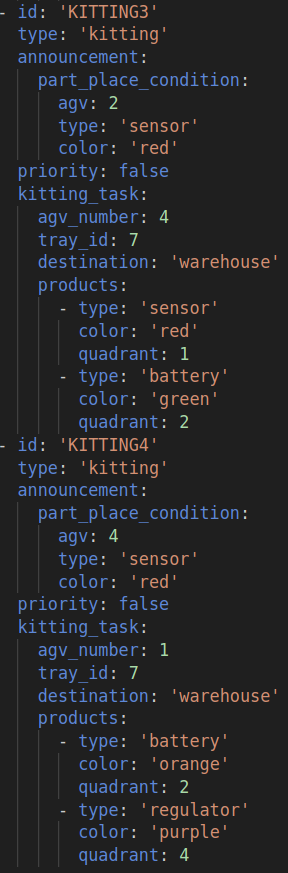 - id: 'KITTING3'
  type: 'kitting'
  announcement:
    part_place_condition:
      agv: 2
      type: 'sensor'
      color: 'red'
  priority: false
  kitting_task:
    agv_number: 4
    tray_id: 7
    destination: 'warehouse'
    products:
      - type: 'sensor'
        color: 'red'
        quadrant: 1
      - type: 'battery'
        color: 'green'
        quadrant: 2
- id: 'KITTING4'
  type: 'kitting'
  announcement:
    part_place_condition:
      agv: 4
      type: 'sensor'
      color: 'red'
  priority: false
  kitting_task:
    agv_number: 1
    tray_id: 7
    destination: 'warehouse'
    products:
      - type: 'battery'
        color: 'orange'
        quadrant: 2
      - type: 'regulator'
        color: 'purple'
        quadrant: 4